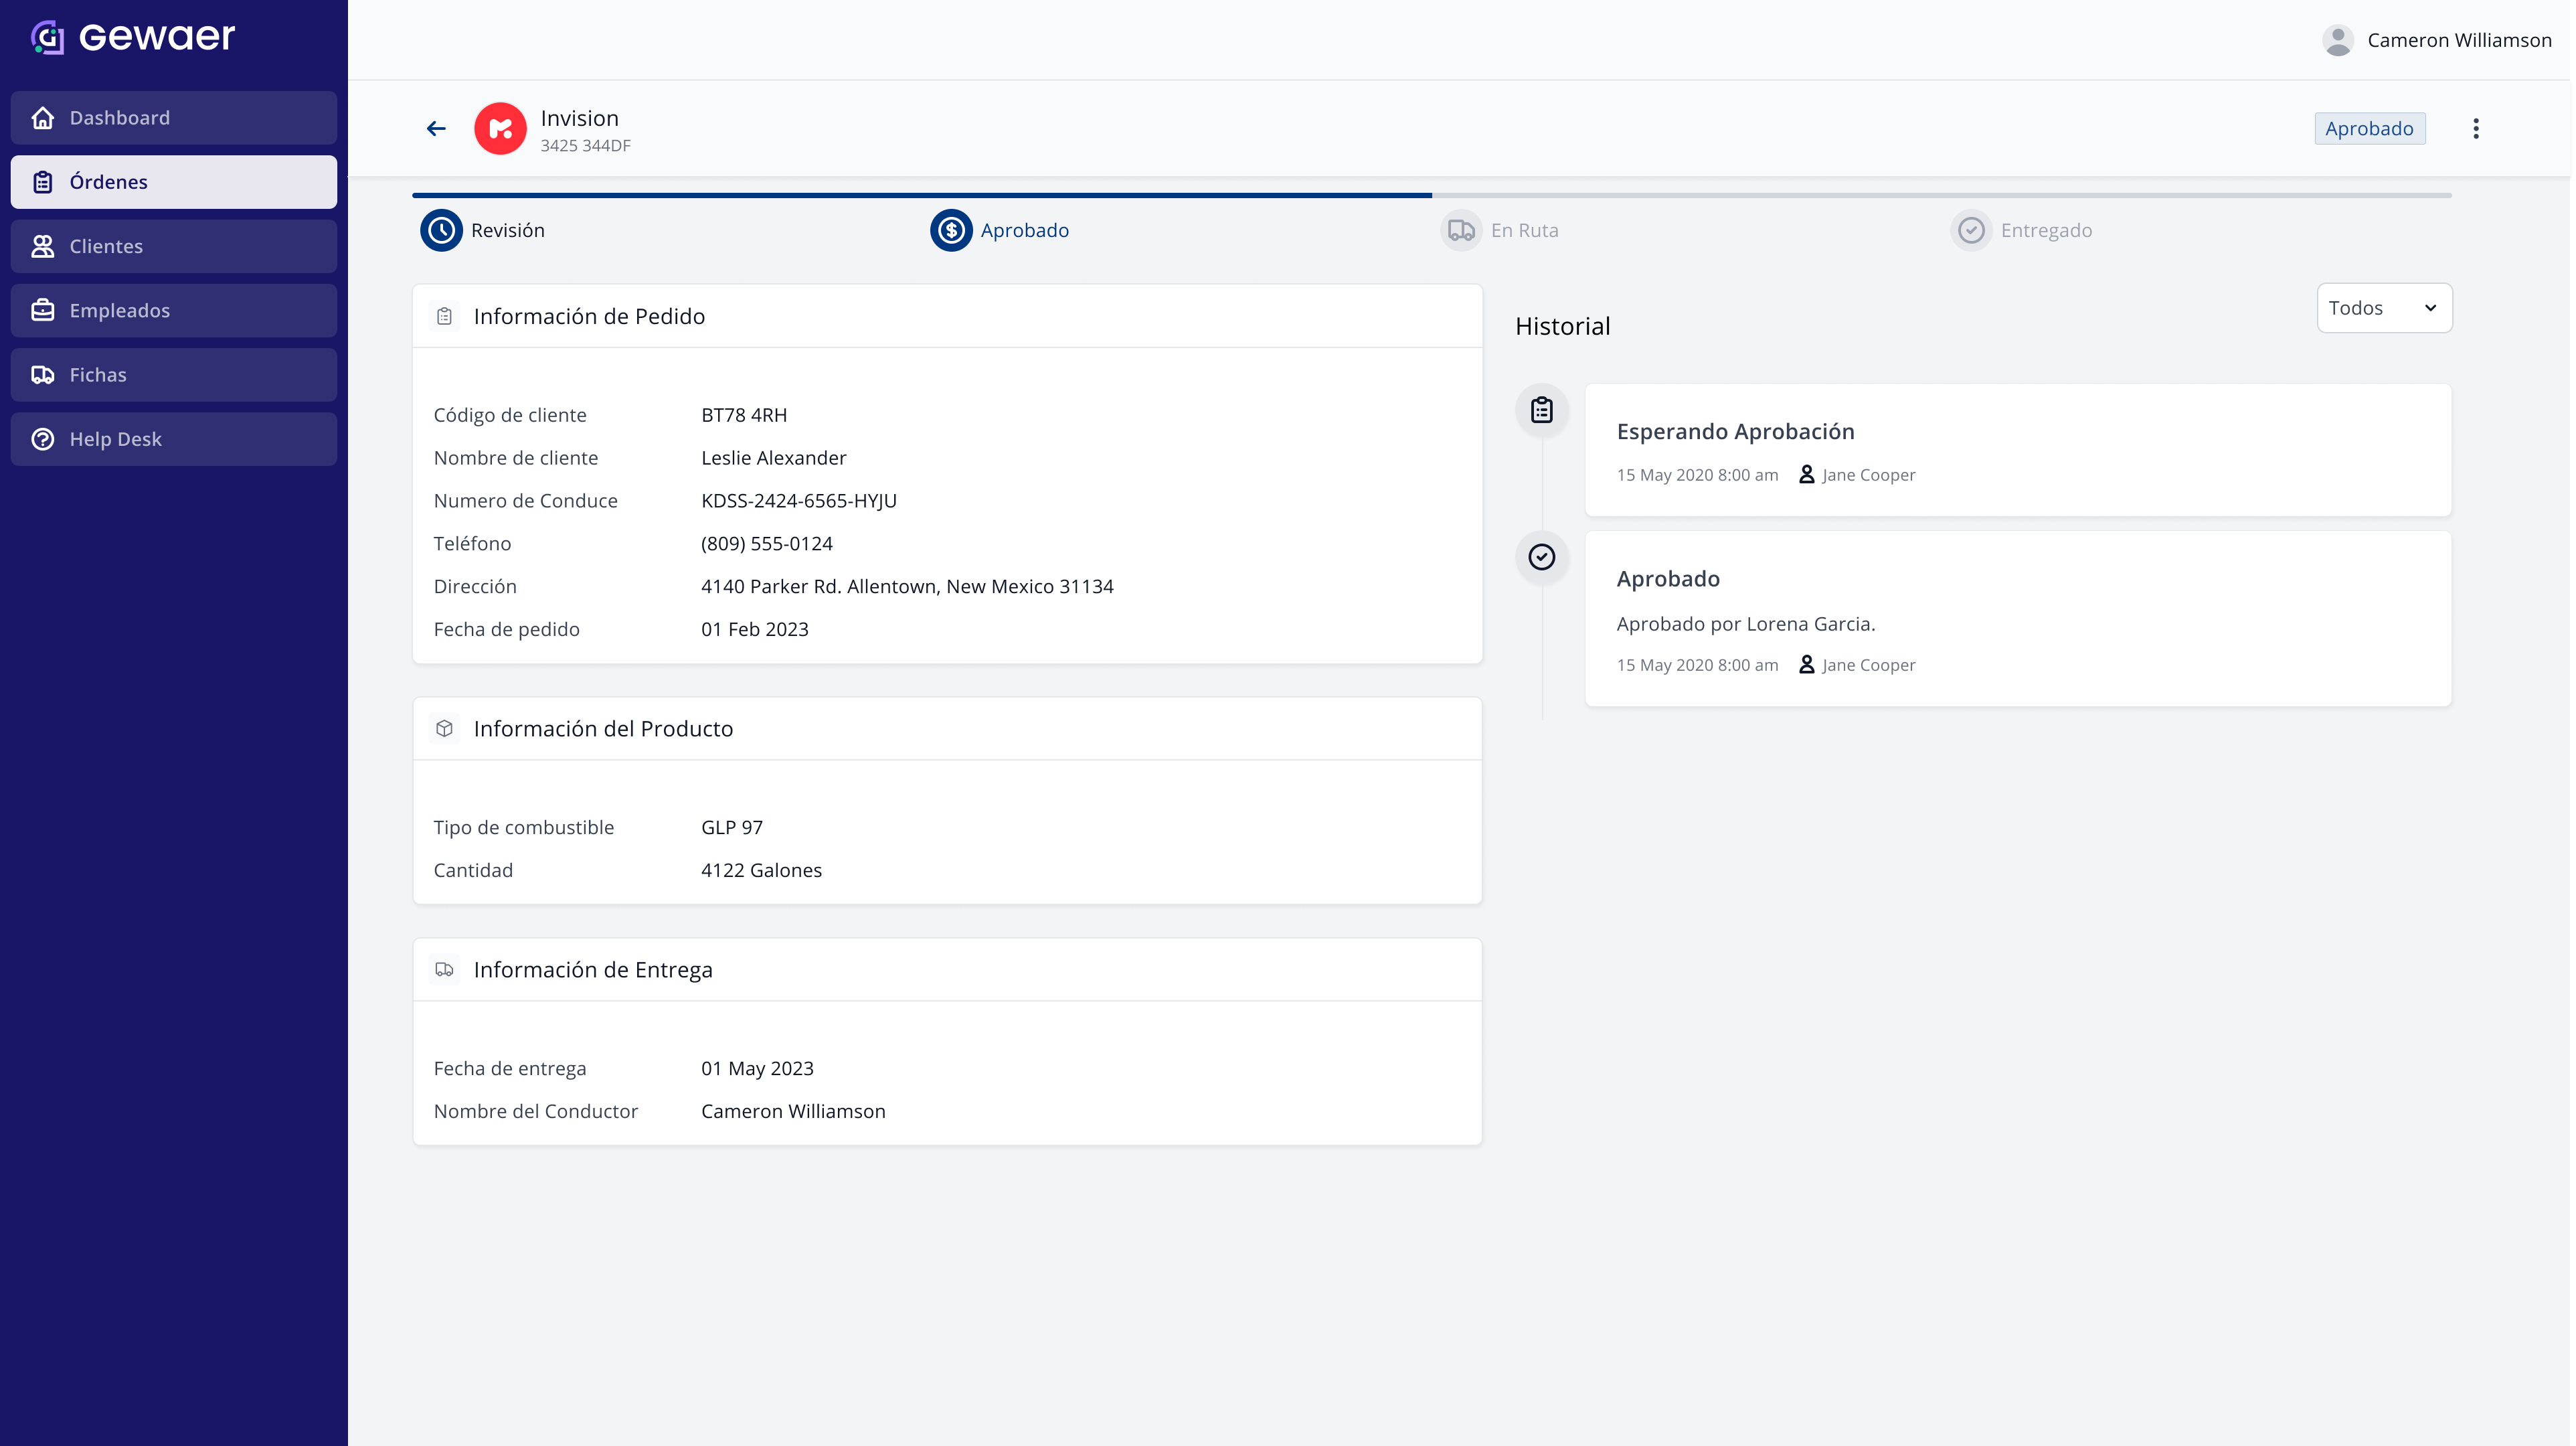 Gewaer
Cameron Williamson
Dashboard
Órdenes
Clientes
Empleados
Fichas
Help Desk
Invision
3425 344DF
Aprobado
Revisión
Aprobado
En Ruta
Entregado
Información de Pedido
Código de cliente BT78 4RH
Nombre de cliente Leslie Alexander
Numero de Conduce KDSS-2424-6565-HYJU
Teléfono (809) 555-0124
Dirección 4140 Parker Rd. Allentown, New Mexico 31134
Fecha de pedido 01 Feb 2023
Información del Producto
Tipo de combustible GLP 97
Cantidad 4122 Galones
Información de Entrega
Fecha de entrega 01 May 2023
Nombre del Conductor Cameron Williamson
Historial
Todos
Esperando Aprobación
15 May 2020 8:00 am Jane Cooper
Aprobado
Aprobado por Lorena Garcia.
15 May 2020 8:00 am Jane Cooper